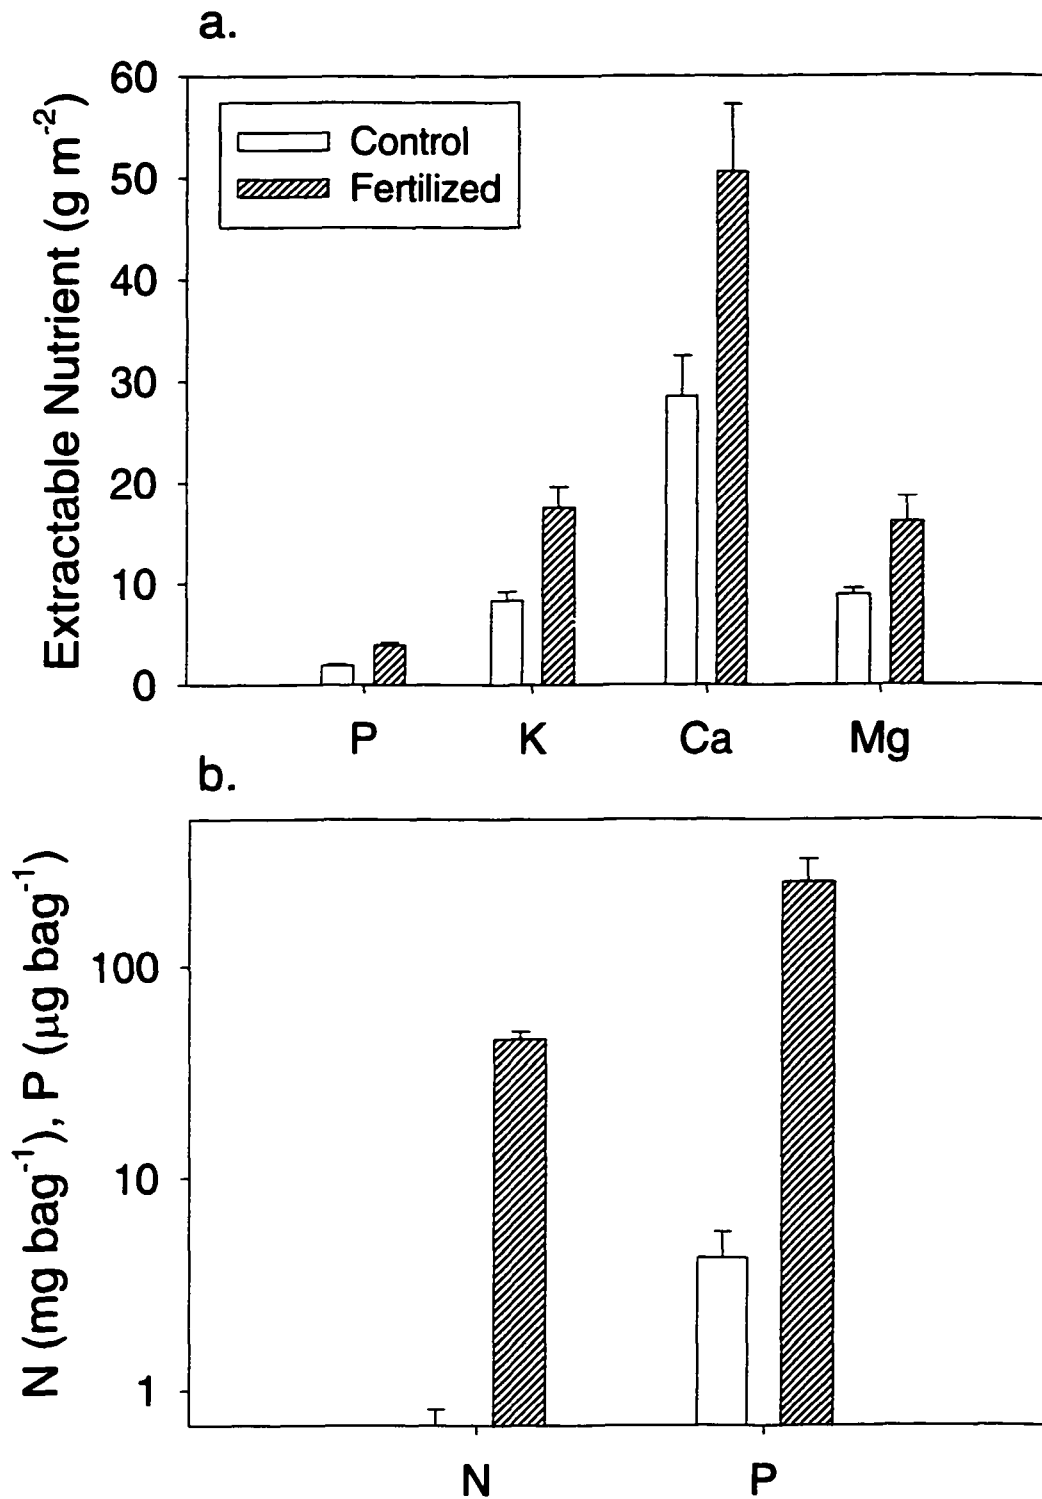 a.
Extractable Nutrient (g m⁻²)
60
50
40
30
20
10
0
Control
Fertilized
P K Ca Mg
b.
N (mg bag⁻¹), P (μg bag⁻¹)
100
10
1
N P